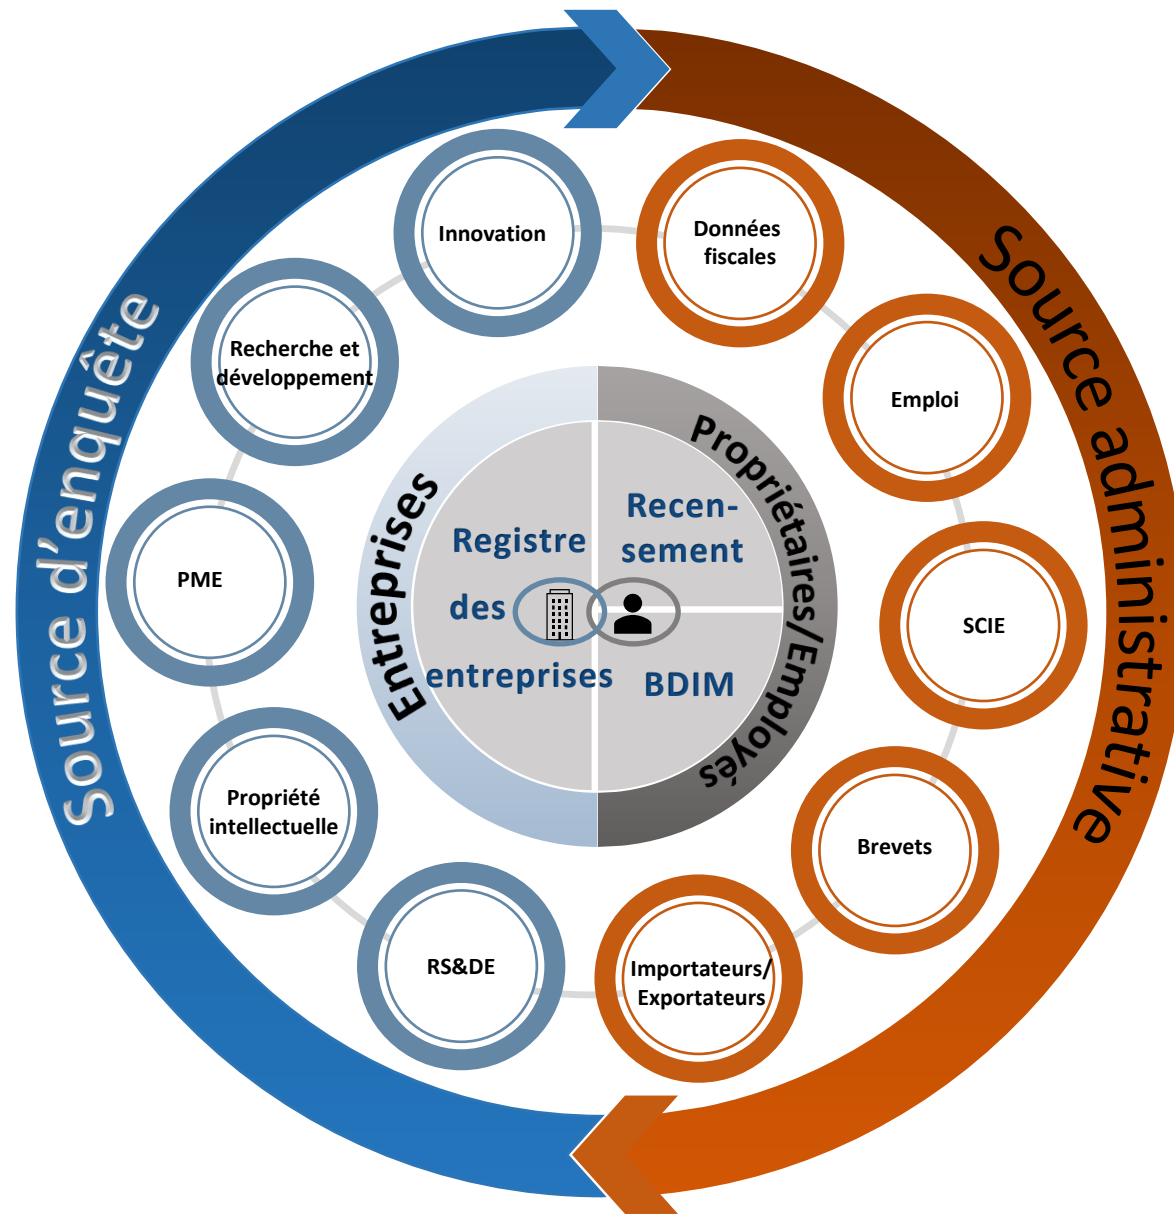 Source d'enquête
Source administrative
Innovation
Données
fiscales
Recherche et
développement
Emploi
PME
SCIE
Propriété
intellectuelle
Brevets
RS&DE
Importateurs/
Exportateurs
Entreprises
Propriétaires/Employés
Registre
des
entreprises
Recen-
sement
BDIM